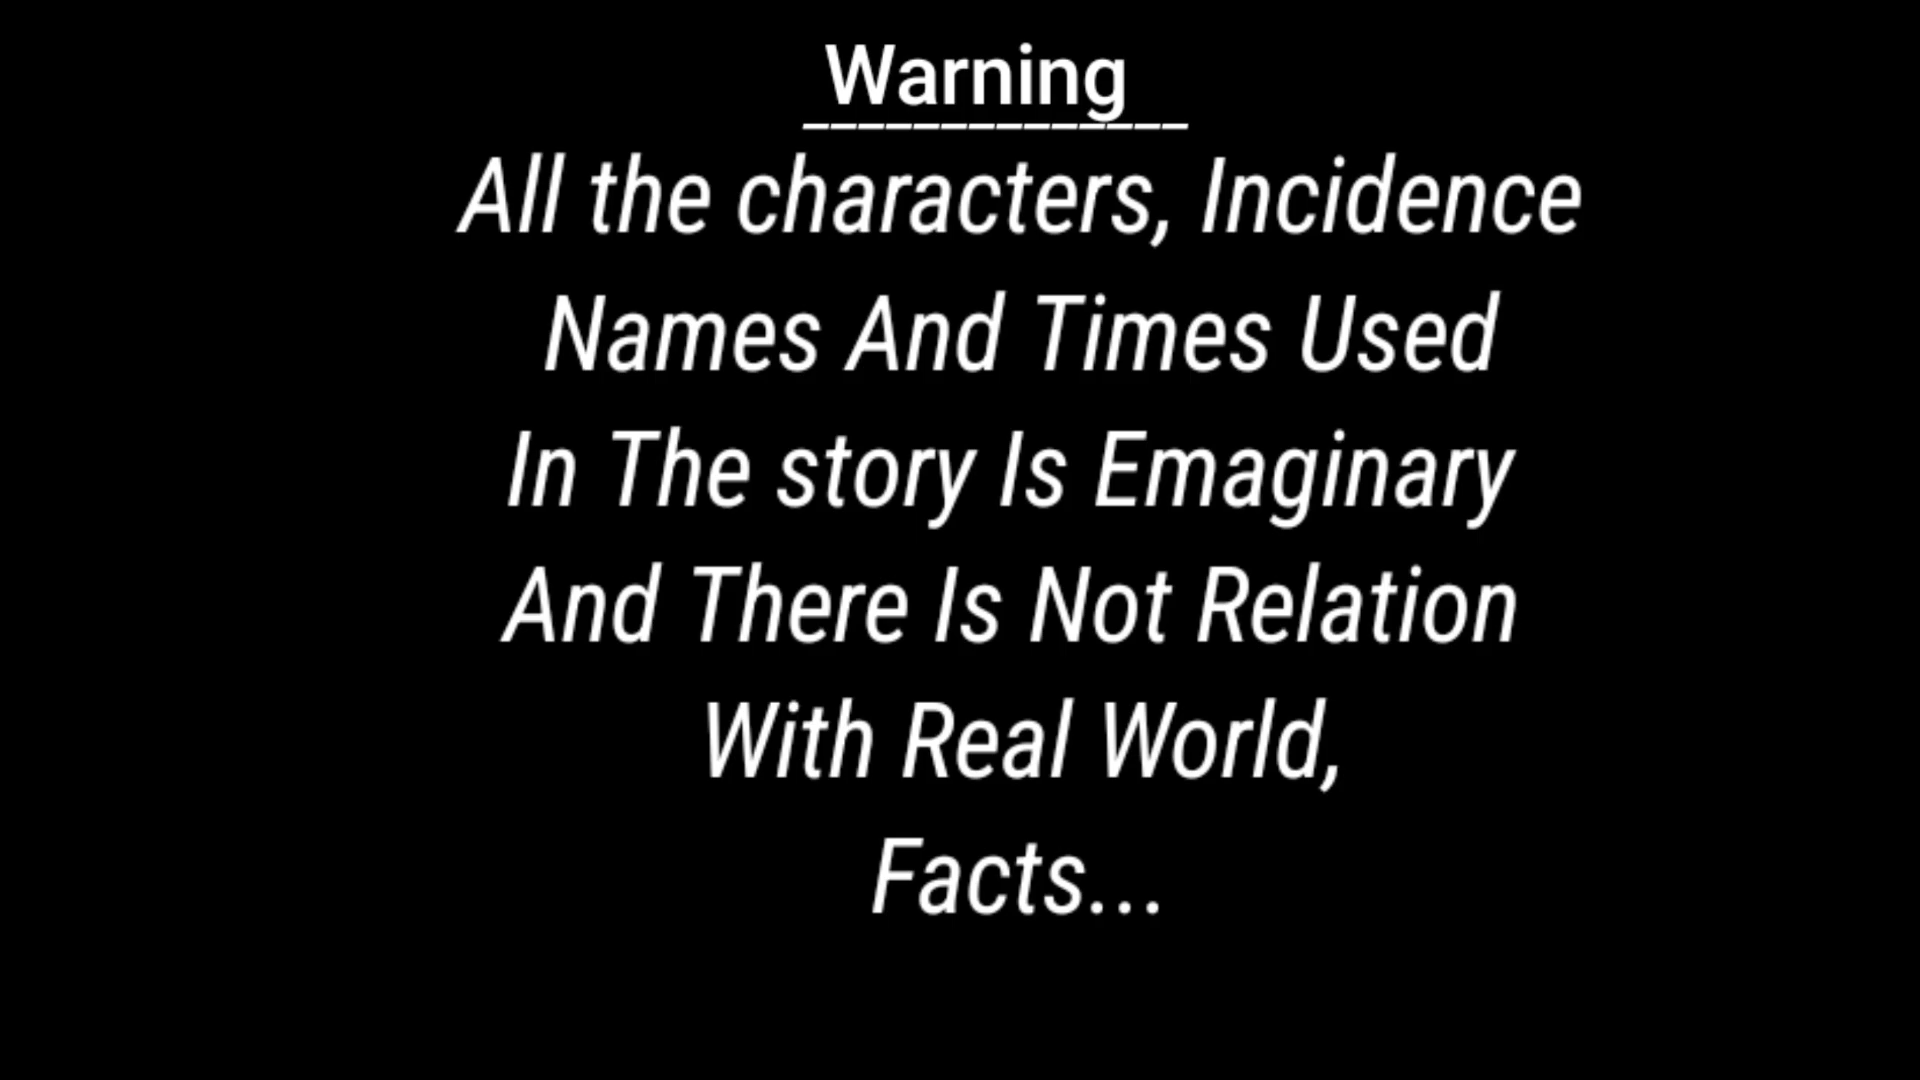 Warning
All the characters, Incidence
Names And Times Used
In The story Is Emaginary
And There Is Not Relation
With Real World,
Facts...